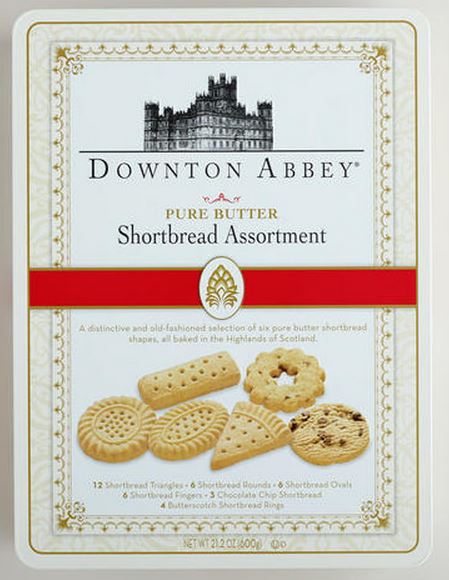 DOWNTON ABBEY®
PURE BUTTER
Shortbread Assortment
A distinctive and old-fashioned selection of six pure butter shortbread
shapes, all baked in the Highlands of Scotland.
12 Shortbread Triangles • 6 Shortbread Rounds • 6 Shortbread Ovals
6 Shortbread Fingers • 3 Chocolate Chip Shortbread
4 Butterscotch Shortbread Rings
NET WT 21.2 OZ (600g) ⓤD